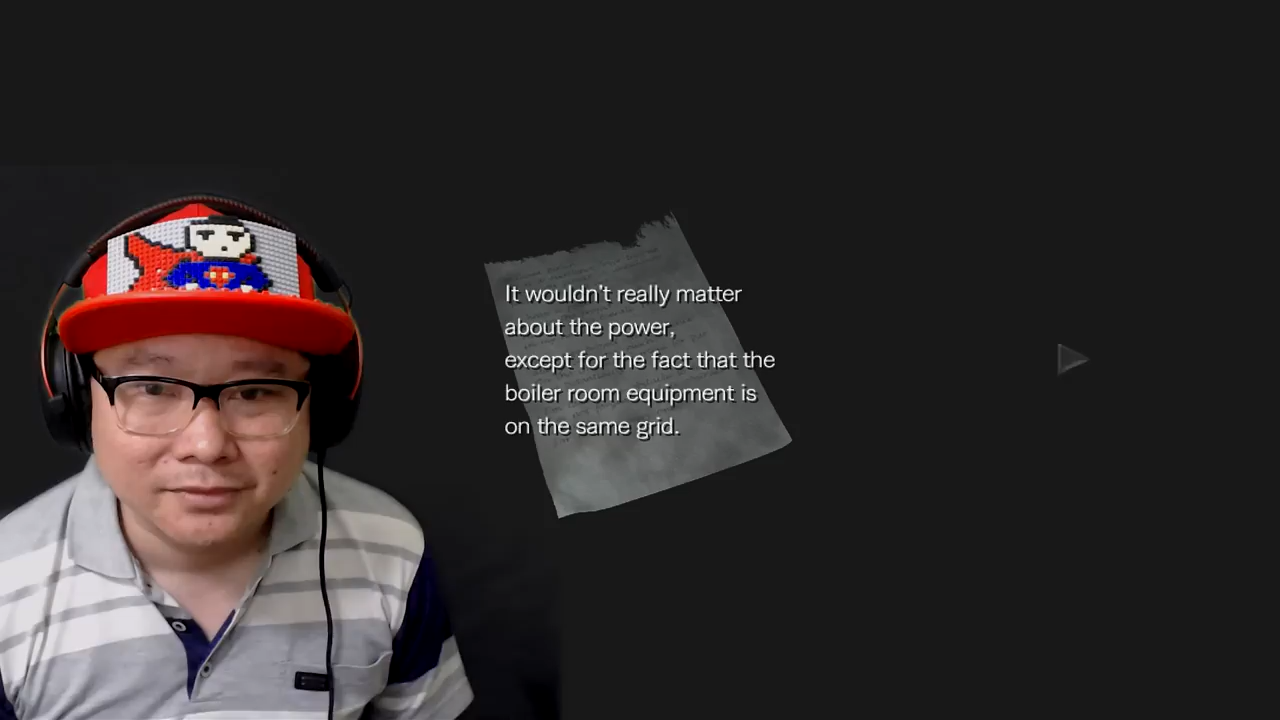 It wouldn't really matter
about the power,
except for the fact that the
boiler room equipment is
on the same grid.